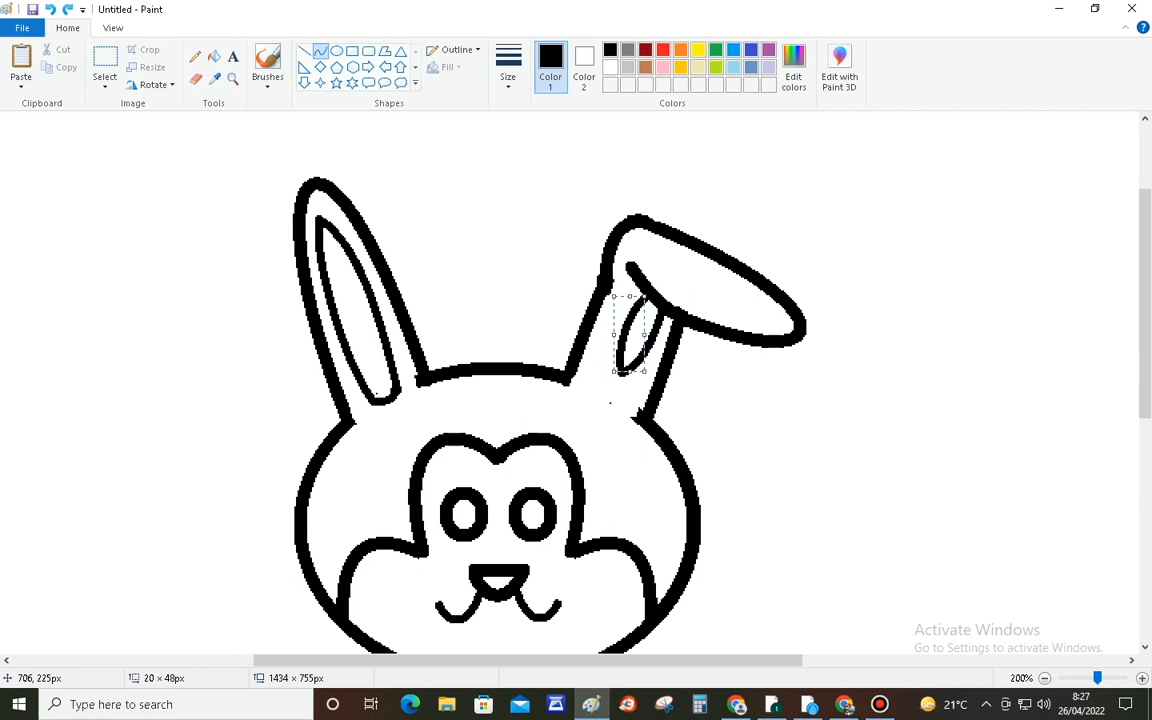 Untitled - Paint
File Home View
Paste
Cut
Copy
Clipboard
Select
Crop
Resize
Rotate
Image
A
Tools
Brushes
Outline
Fill
Shapes
Size
Color 1
Color 2
Edit colors
Colors
Edit with Paint 3D
Activate Windows
Go to Settings to activate Windows.
706, 225px
20 × 48px
1434 × 755px
200%
Type here to search
21°C
8:27
26/04/2022